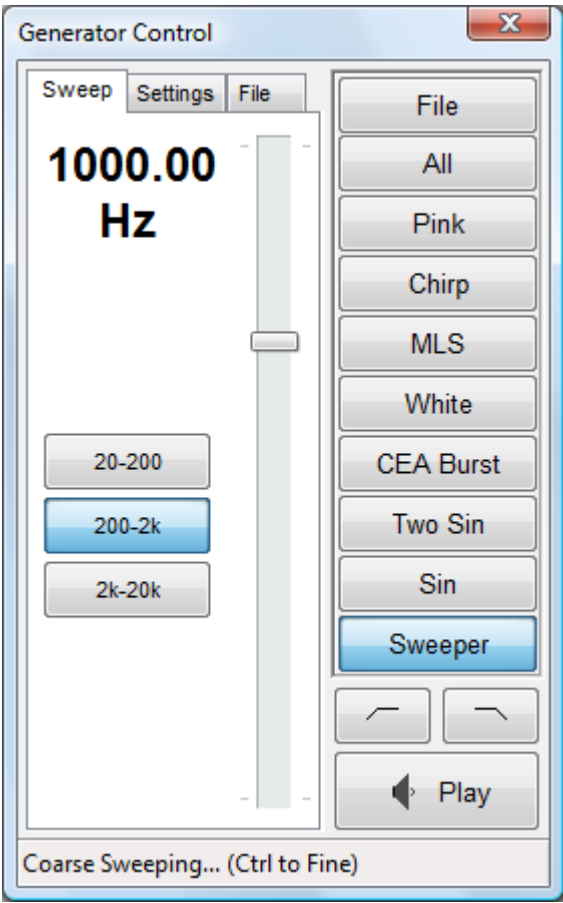 Generator Control
Sweep Settings File
1000.00
Hz
20-200
200-2k
2k-20k
File
All
Pink
Chirp
MLS
White
CEA Burst
Two Sin
Sin
Sweeper
Play
Coarse Sweeping... (Ctrl to Fine)